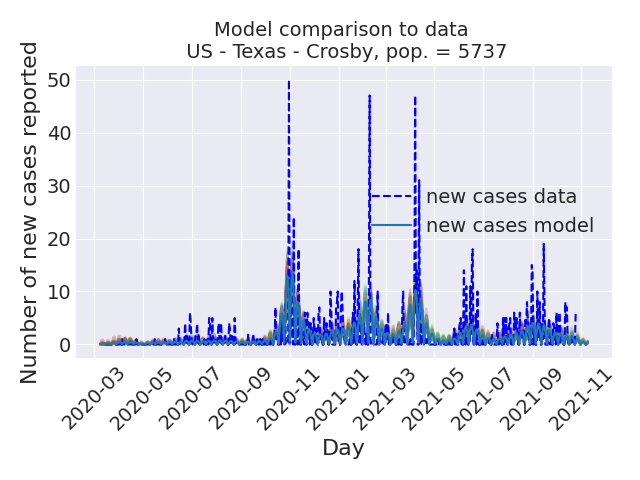 Model comparison to data
US - Texas - Crosby, pop. = 5737
Number of new cases reported
50
40
30
20
10
0
new cases data
new cases model
2020-03
2020-05
2020-07
2020-09
2020-11
2021-01
2021-03
2021-05
2021-07
2021-09
2021-11
Day